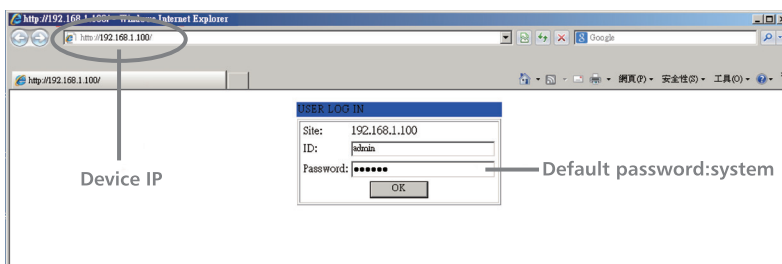 http://192.168.1.100/ - Windows Internet Explorer
http://192.168.1.100/
Google
http://192.168.1.100/
網頁(P) 安全性(S) 工具(O)
USER LOG IN
Site: 192.168.1.100
ID: admin
Password: ●●●●●●
OK
Device IP
Default password:system